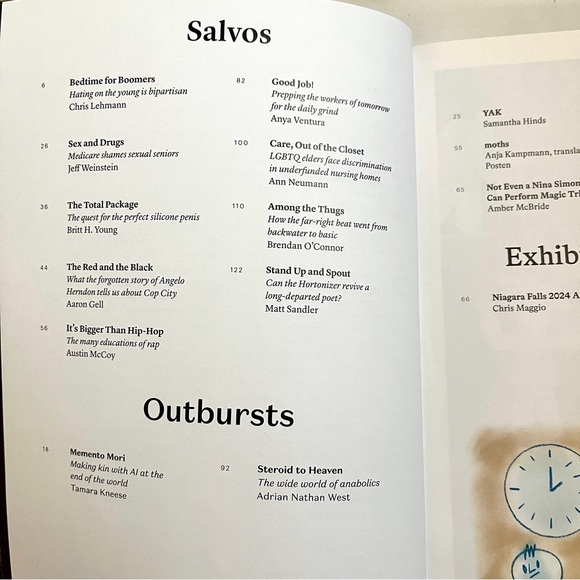 Salvos
6
Bedtime for Boomers
Hating on the young is bipartisan
Chris Lehmann
26
Sex and Drugs
Medicare shames sexual seniors
Jeff Weinstein
36
The Total Package
The quest for the perfect silicone penis
Britt H. Young
44
The Red and the Black
What the forgotten story of Angelo
Herndon tells us about Cop City
Aaron Gell
56
It's Bigger Than Hip-Hop
The many educations of rap
Austin McCoy
82
Good Job!
Prepping the workers of tomorrow
for the daily grind
Anya Ventura
100
Care, Out of the Closet
LGBTQ elders face discrimination
in underfunded nursing homes
Ann Neumann
110
Among the Thugs
How the far-right beat went from
backwater to basic
Brendan O'Connor
122
Stand Up and Spout
Can the Hortonizer revive a
long-departed poet?
Matt Sandler
Outbursts
18
Memento Mori
Making kin with AI at the
end of the world
Tamara Kneese
92
Steroid to Heaven
The wide world of anabolics
Adrian Nathan West
25
YAK
Samantha Hinds
55
moths
Anja Kampmann, transla
Posten
65
Not Even a Nina Simon
Can Perform Magic Tri
Amber McBride
Exhib
66
Niagara Falls 2024 A
Chris Maggio